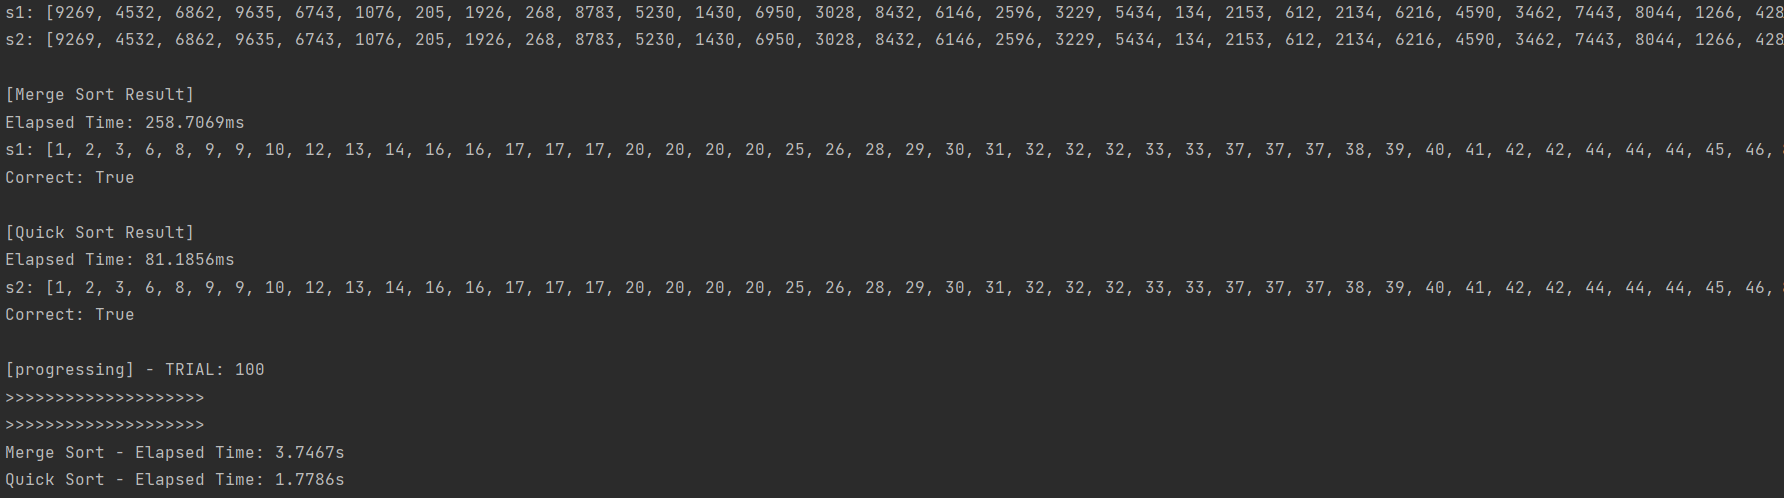 s1: [9269, 4532, 6862, 9635, 6743, 1076, 205, 1926, 268, 8783, 5230, 1430, 6950, 3028, 8432, 6146, 2596, 3229, 5434, 134, 2153, 612, 2134, 6216, 4590, 3462, 7443, 8044, 1266, 428
s2: [9269, 4532, 6862, 9635, 6743, 1076, 205, 1926, 268, 8783, 5230, 1430, 6950, 3028, 8432, 6146, 2596, 3229, 5434, 134, 2153, 612, 2134, 6216, 4590, 3462, 7443, 8044, 1266, 428
[Merge Sort Result]
Elapsed Time: 258.7069ms
s1: [1, 2, 3, 6, 8, 9, 9, 10, 12, 13, 14, 16, 16, 17, 17, 17, 20, 20, 20, 20, 25, 26, 28, 29, 30, 31, 32, 32, 32, 33, 33, 37, 37, 37, 38, 39, 40, 41, 42, 42, 44, 44, 44, 45, 46,
Correct: True
[Quick Sort Result]
Elapsed Time: 81.1856ms
s2: [1, 2, 3, 6, 8, 9, 9, 10, 12, 13, 14, 16, 16, 17, 17, 17, 20, 20, 20, 20, 25, 26, 28, 29, 30, 31, 32, 32, 32, 33, 33, 37, 37, 37, 38, 39, 40, 41, 42, 42, 44, 44, 44, 45, 46,
Correct: True
[progressing] - TRIAL: 100
>>>>>>>>>>>>>>>>>>>>
>>>>>>>>>>>>>>>>>>>>
Merge Sort - Elapsed Time: 3.7467s
Quick Sort - Elapsed Time: 1.7786s